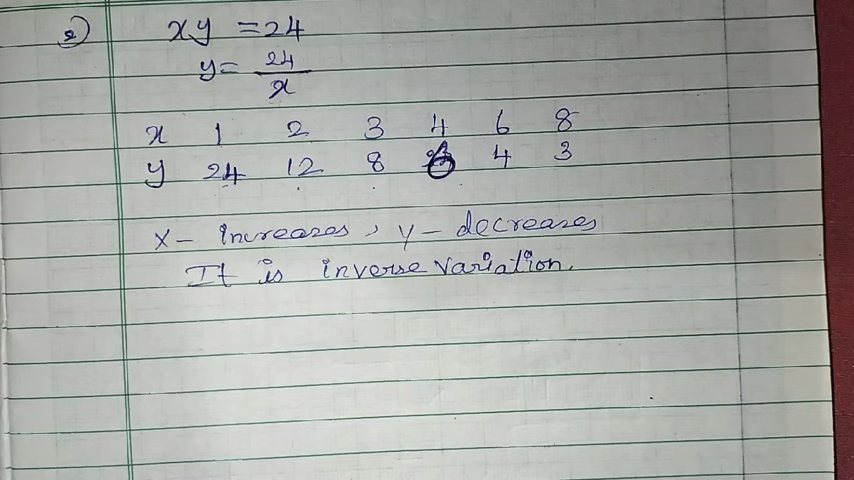 2) xy = 24
y = 24/x
x 1 2 3 4 6 8
y 24 12 8 6 4 3
x - increases, y - decreases
It is inverse variation.